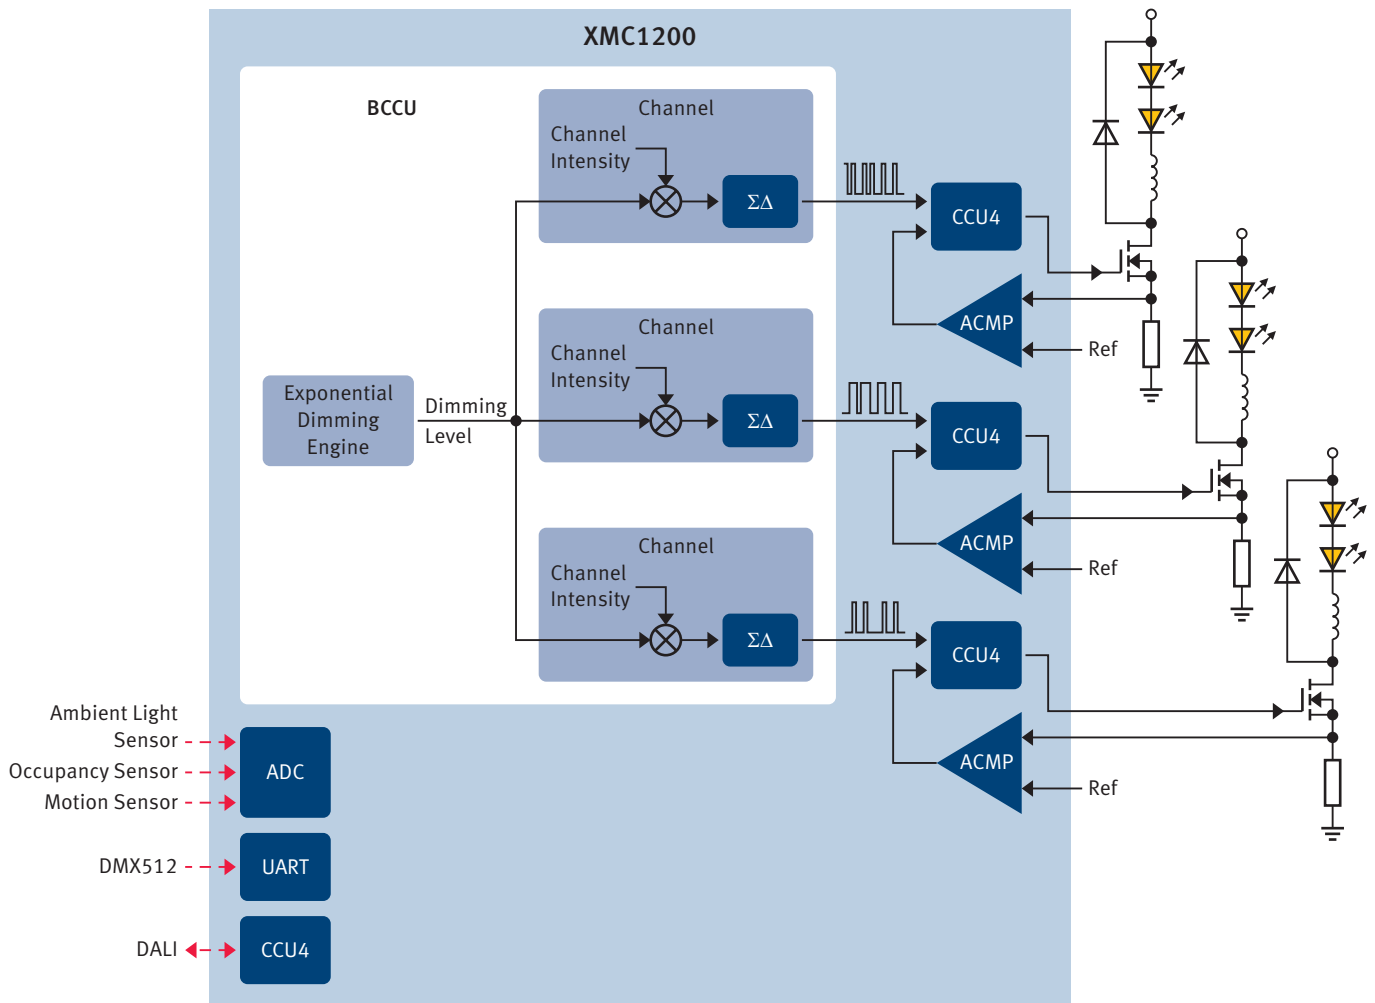 XMC1200
BCCU
Channel
Channel
Intensity
ΣΔ
CCU4
ACMP
Ref
Channel
Channel
Intensity
ΣΔ
CCU4
ACMP
Ref
Exponential
Dimming
Engine
Dimming
Level
Channel
Channel
Intensity
ΣΔ
CCU4
ACMP
Ref
Ambient Light
Sensor
Occupancy Sensor
Motion Sensor
ADC
DMX512
UART
DALI
CCU4